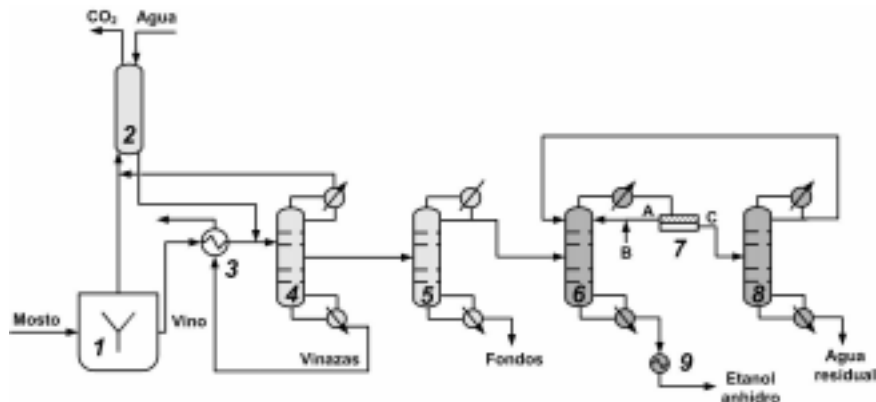 CO₂
Agua
2
3
4
5
6
A
B
C
7
8
Mosto
1
Vino
Vinazas
Fondos
9
Etanol
anhidro
Agua
residual